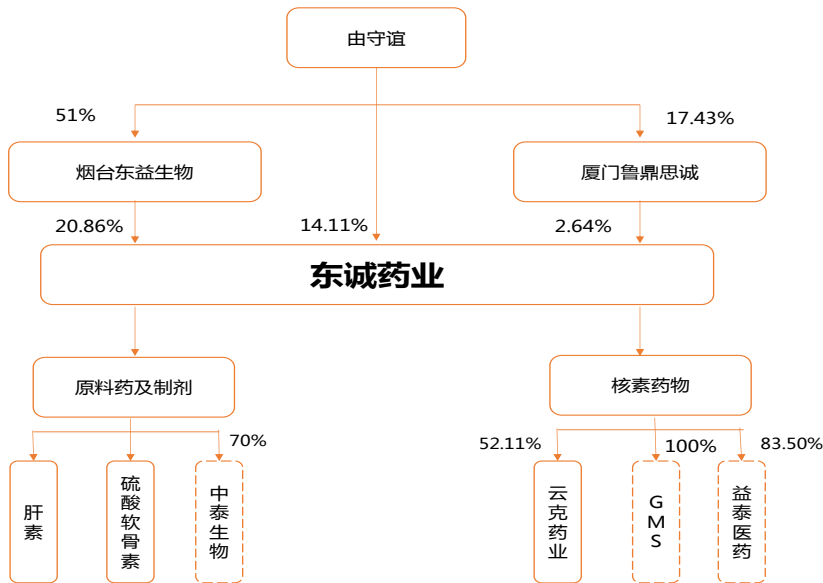 由守谊
51%
17.43%
烟台东益生物
厦门鲁鼎思诚
20.86%
14.11%
2.64%
东诚药业
原料药及制剂
核素药物
70%
52.11%
100%
83.50%
肝素
硫酸软骨素
中泰生物
云克药业
GMS
益泰医药